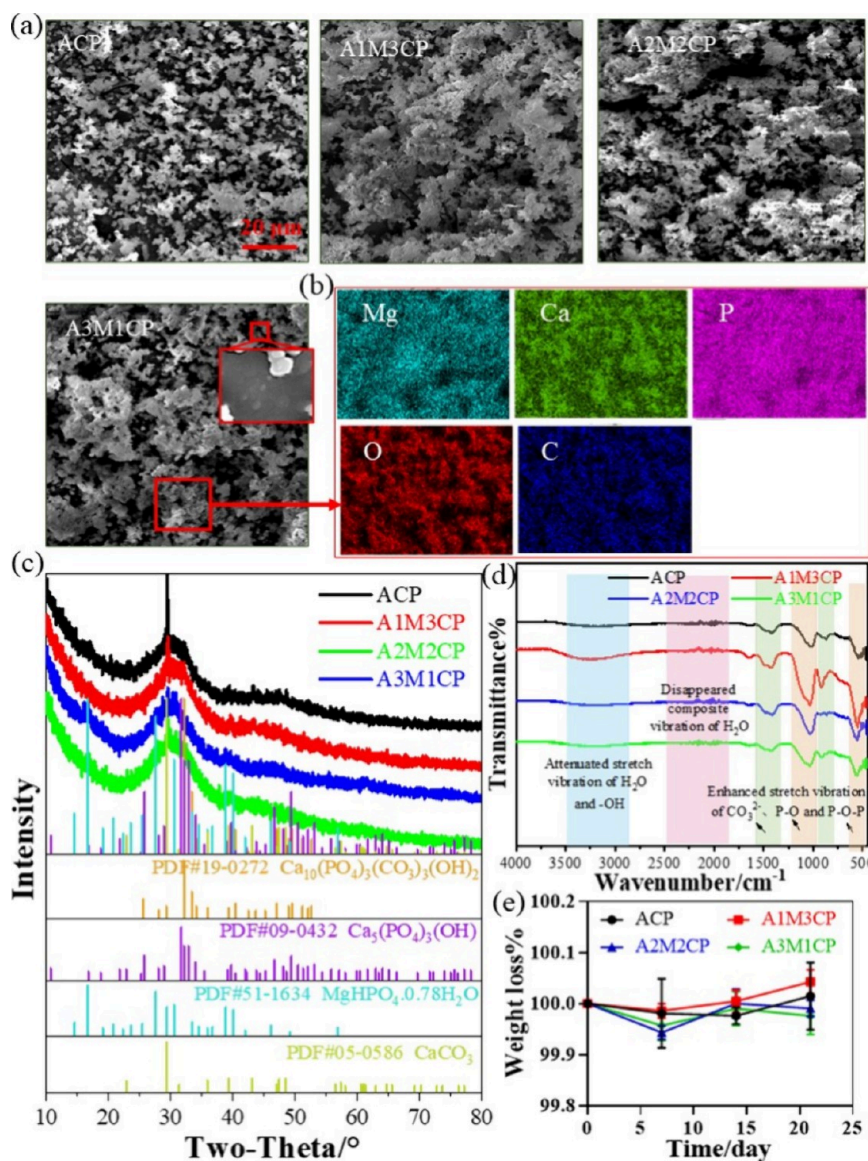 (a)
ACP
A1M3CP
A2M2CP
20 μm
A3M1CP
(b)
Mg
Ca
P
O
C
(c)
ACP
A1M3CP
A2M2CP
A3M1CP
Intensity
PDF#19-0272 Ca₁₀(PO₄)₃(CO₃)₃(OH)₂
PDF#09-0432 Ca₅(PO₄)₃(OH)
PDF#51-1634 MgHPO₄.0.78H₂O
PDF#05-0586 CaCO₃
10 20 30 40 50 60 70 80
Two-Theta/°
(d)
ACP
A1M3CP
A2M2CP
A3M1CP
Transmittance%
Disappeared
composite
vibration of H₂O
Attenuated stretch
vibration of H₂O
and -OH
Enhanced stretch vibration
of CO₃²⁻、P-O and P-O-P
4000 3500 3000 2500 2000 1500 1000 500
Wavenumber/cm⁻¹
(e)
ACP
A1M3CP
A2M2CP
A3M1CP
Weight loss%
100.2
100.1
100.0
99.9
99.8
0 5 10 15 20 25
Time/day